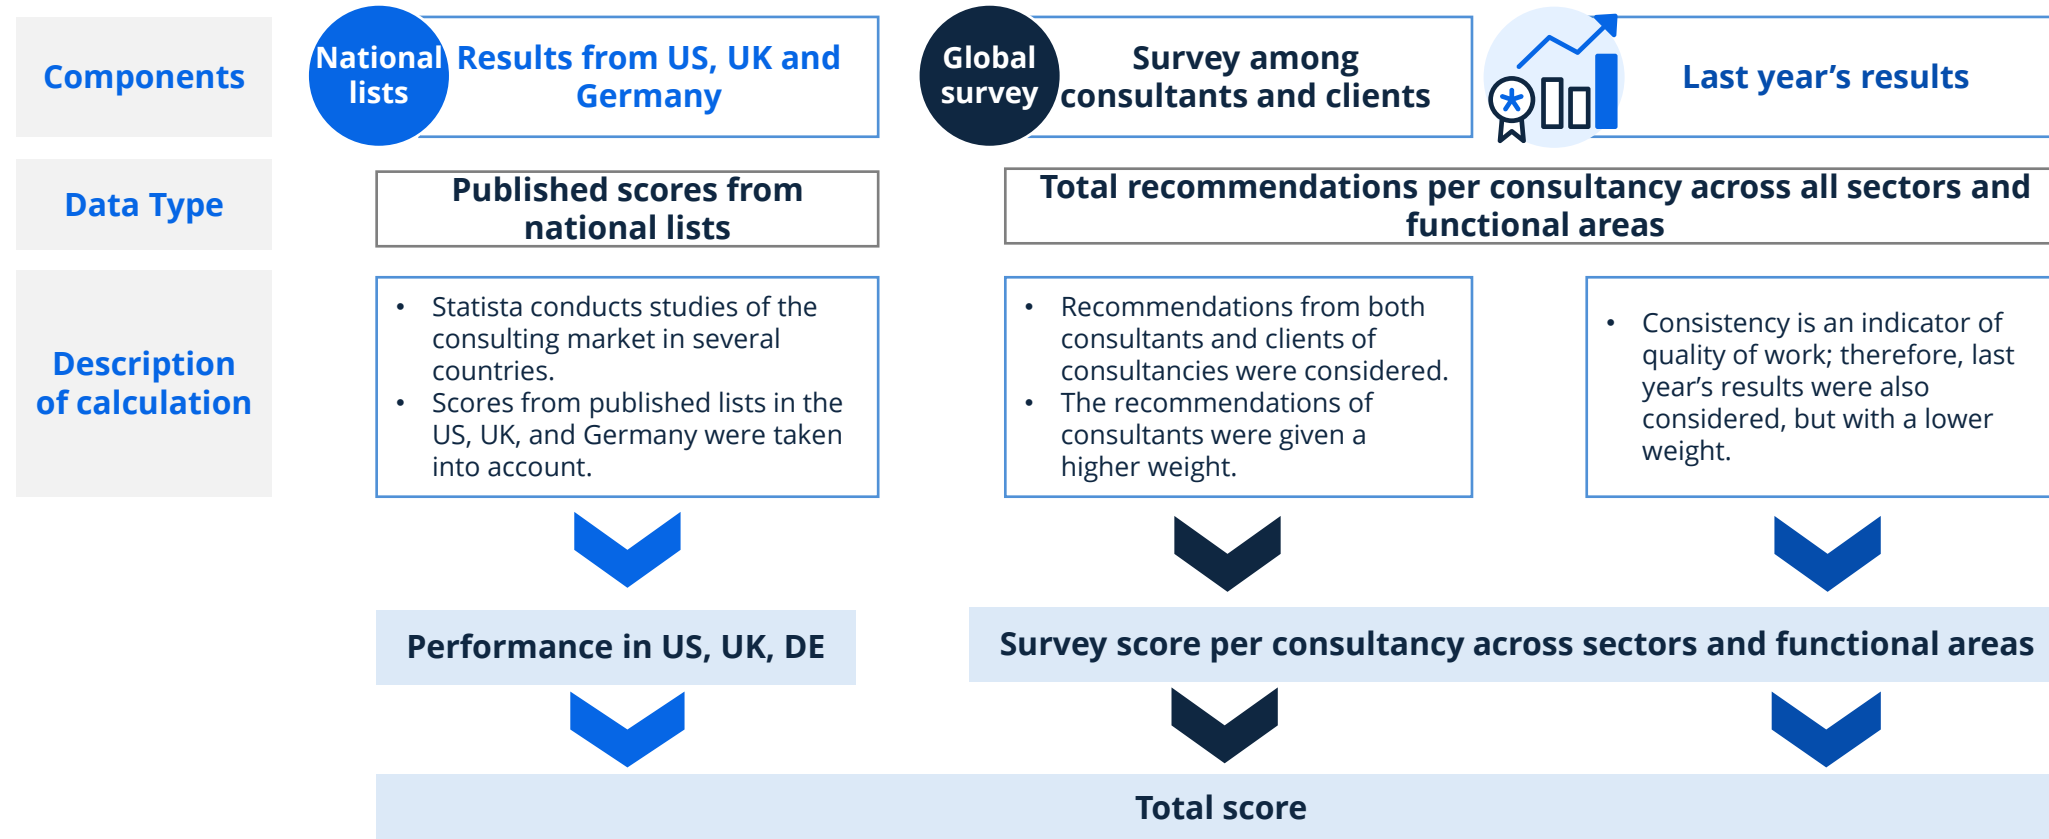 Components
National
lists
Results from US, UK and
Germany
Global
survey
Survey among
consultants and clients
Last year’s results
Data Type
Published scores from
national lists
Total recommendations per consultancy across all sectors and
functional areas
Description
of calculation
• Statista conducts studies of the
consulting market in several
countries.
• Scores from published lists in the
US, UK, and Germany were taken
into account.
• Recommendations from both
consultants and clients of
consultancies were considered.
• The recommendations of
consultants were given a
higher weight.
• Consistency is an indicator of
quality of work; therefore, last
year’s results were also
considered, but with a lower
weight.
Performance in US, UK, DE
Survey score per consultancy across sectors and functional areas
Total score